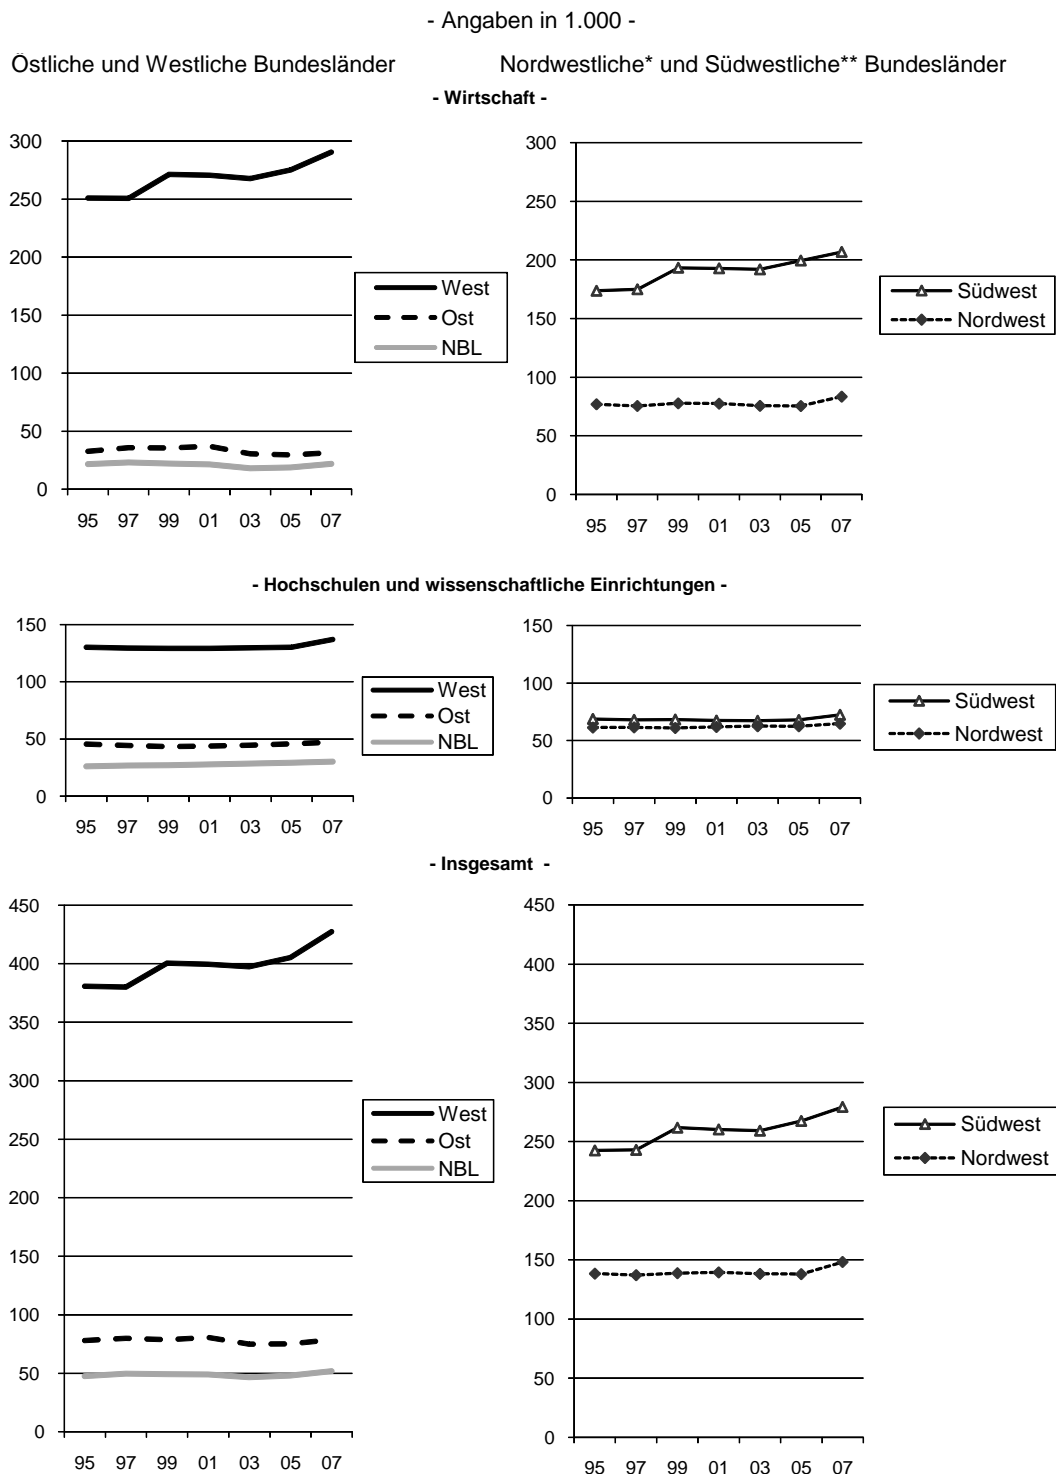 - Angaben in 1.000 -
Östliche und Westliche Bundesländer
Nordwestliche* und Südwestliche** Bundesländer
- Wirtschaft -
300
250
200
150
100
50
0
95 97 99 01 03 05 07
West
Ost
NBL
300
250
200
150
100
50
0
95 97 99 01 03 05 07
Südwest
Nordwest
- Hochschulen und wissenschaftliche Einrichtungen -
150
100
50
0
95 97 99 01 03 05 07
West
Ost
NBL
150
100
50
0
95 97 99 01 03 05 07
Südwest
Nordwest
- Insgesamt -
450
400
350
300
250
200
150
100
50
0
95 97 99 01 03 05 07
West
Ost
NBL
450
400
350
300
250
200
150
100
50
0
95 97 99 01 03 05 07
Südwest
Nordwest